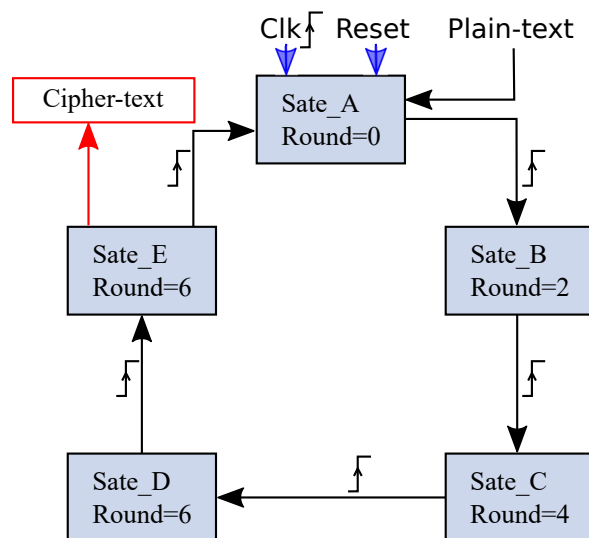 Clk Reset Plain-text
Cipher-text
Sate_A
Round=0
Sate_E
Round=6
Sate_B
Round=2
Sate_D
Round=6
Sate_C
Round=4